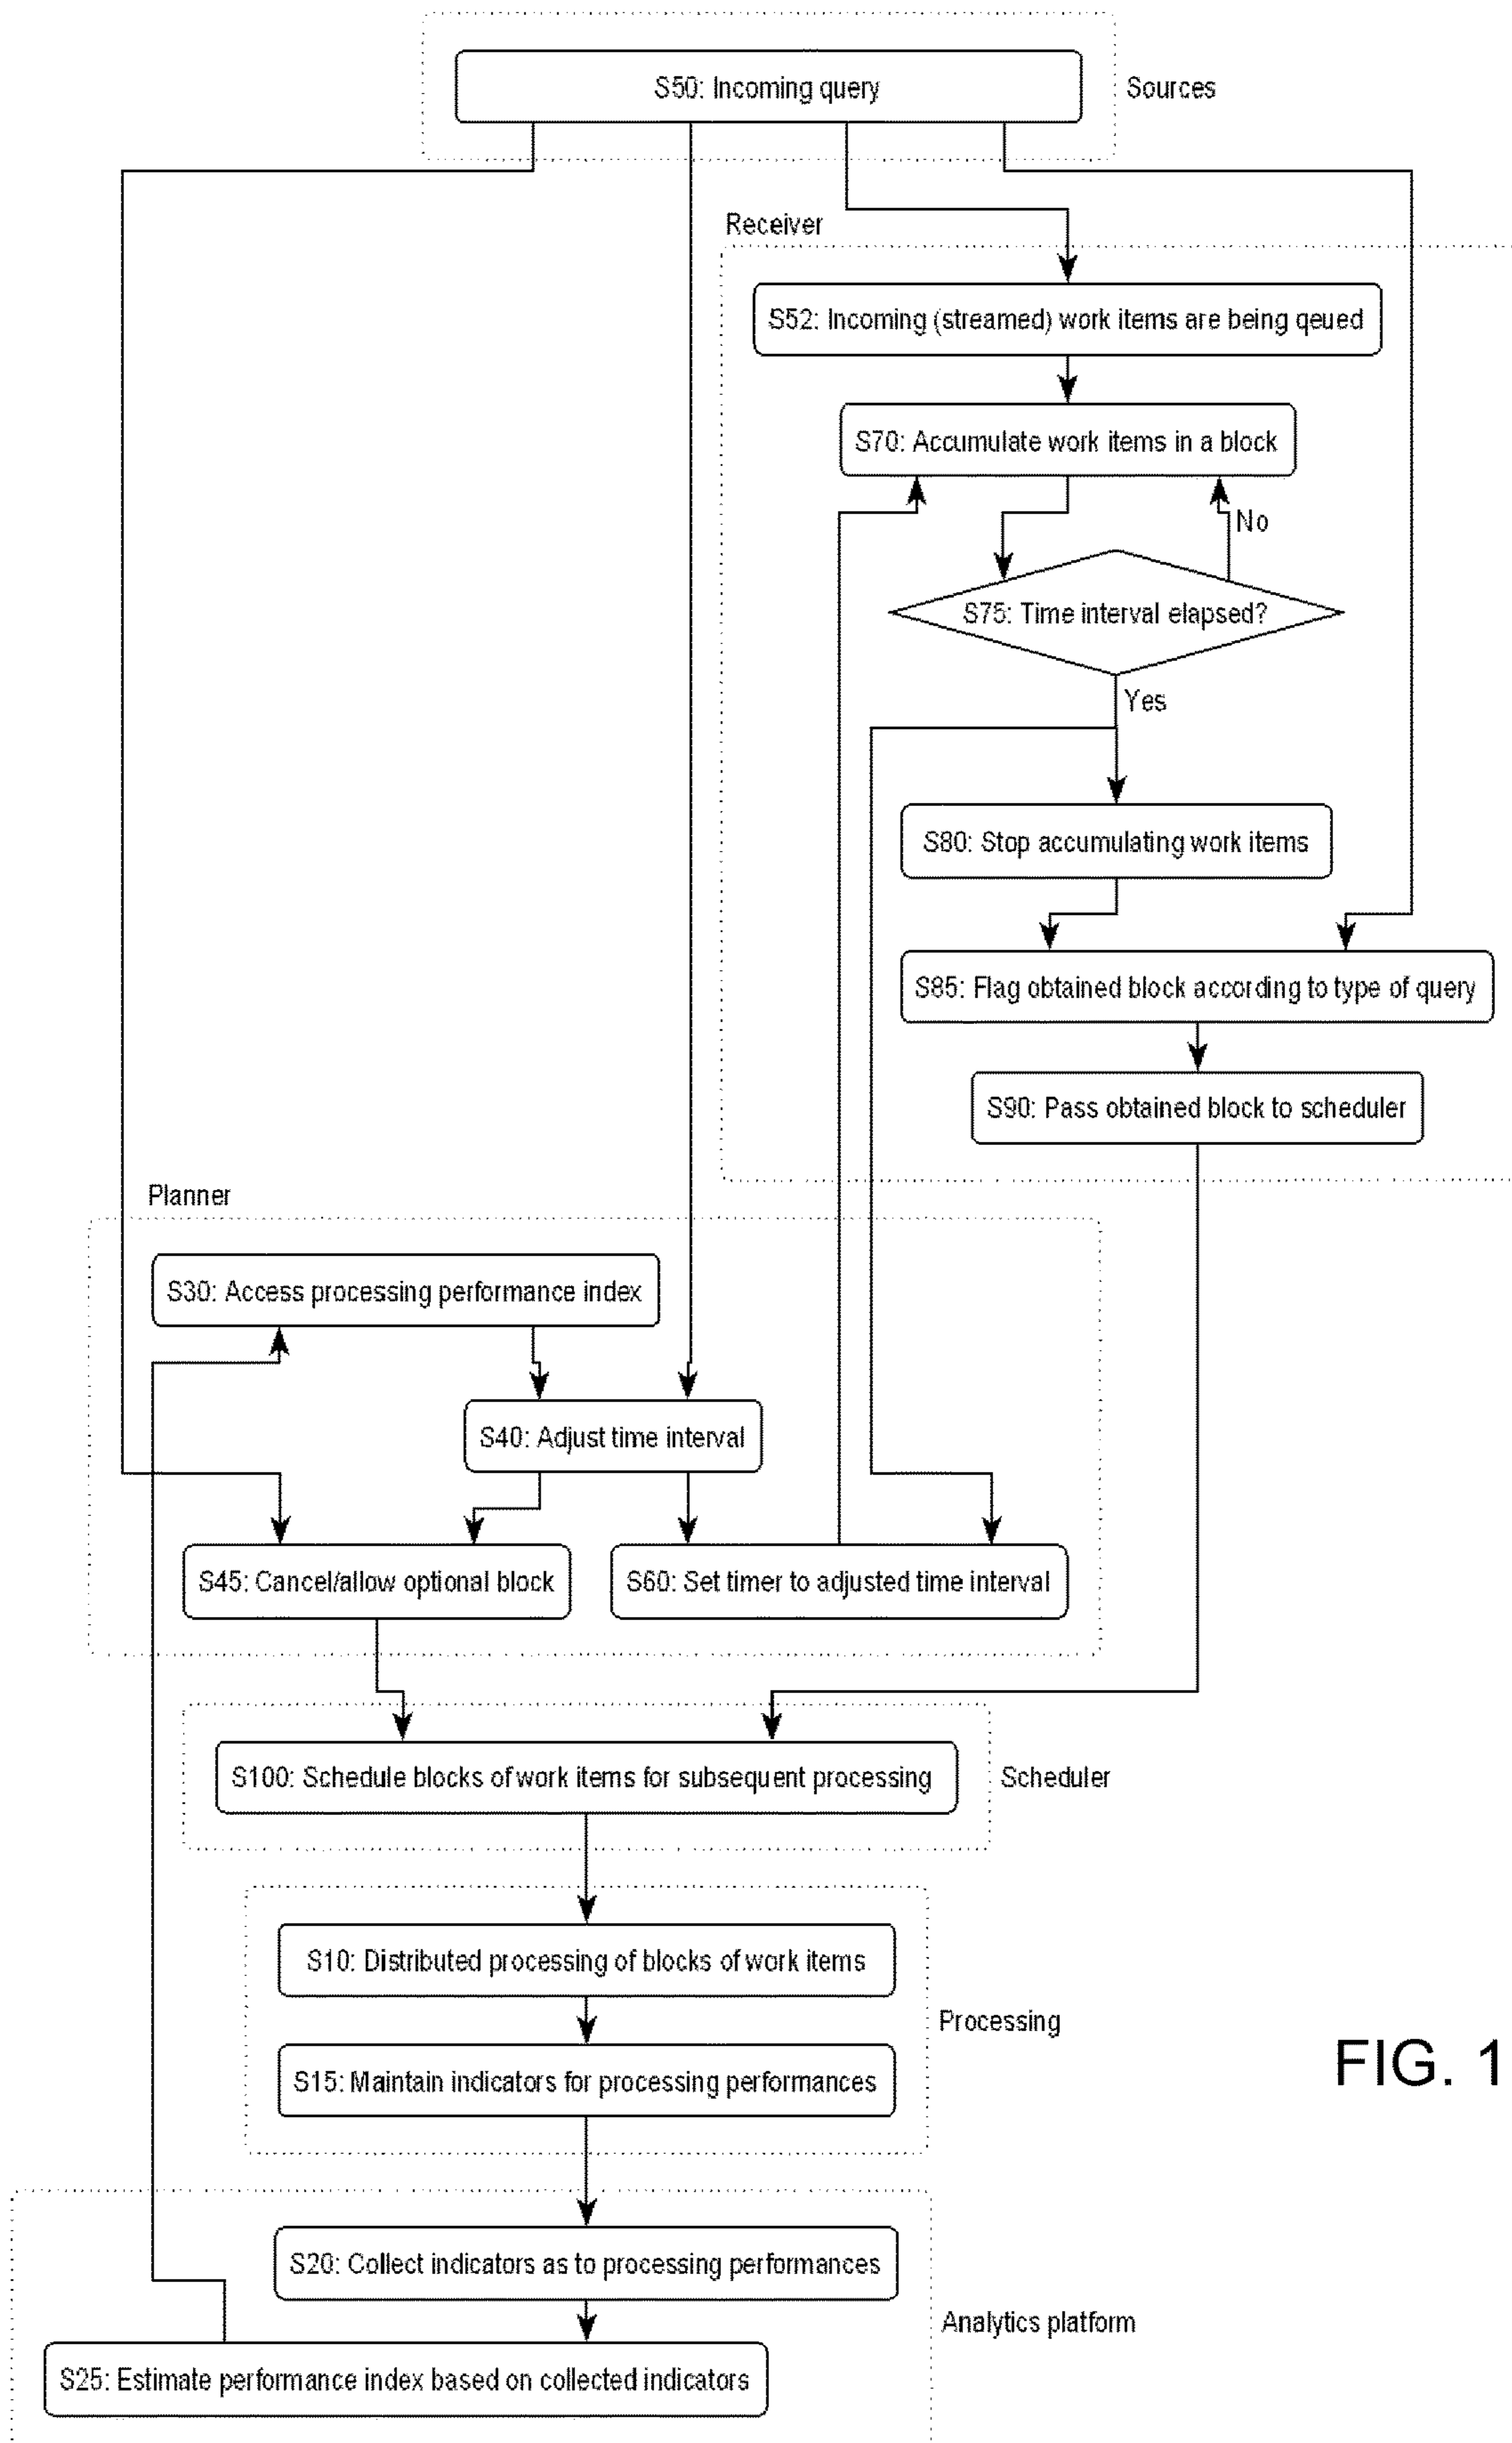 S50: Incoming query
Sources
Receiver
S52: Incoming (streamed) work items are being qeued
S70: Accumulate work items in a block
No
S75: Time interval elapsed?
Yes
S80: Stop accumulating work items
S85: Flag obtained block according to type of query
S90: Pass obtained block to scheduler
Planner
S30: Access processing performance index
S40: Adjust time interval
S45: Cancel/allow optional block
S60: Set timer to adjusted time interval
S100: Schedule blocks of work items for subsequent processing
Scheduler
S10: Distributed processing of blocks of work items
Processing
S15: Maintain indicators for processing performances
FIG. 1
S20: Collect indicators as to processing performances
Analytics platform
S25: Estimate performance index based on collected indicators